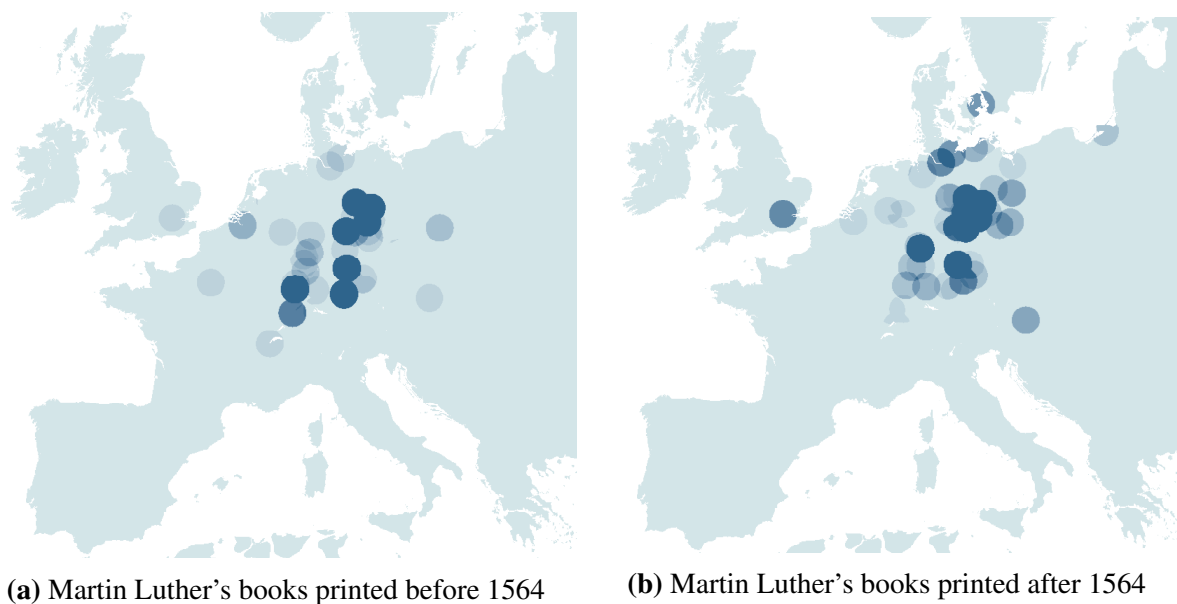 (a) Martin Luther's books printed before 1564
(b) Martin Luther's books printed after 1564